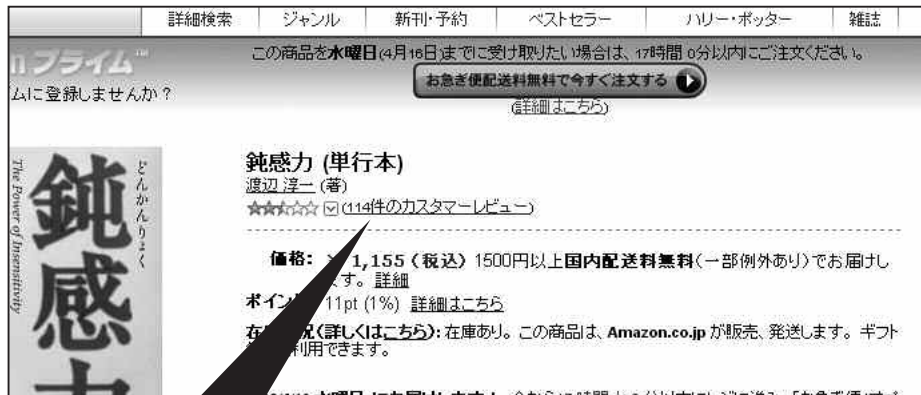 詳細検索 ジャンル 新刊・予約 ベストセラー ハリー・ポッター 雑誌
n プライム™
ムに登録しませんか？
この商品を水曜日(4月16日)までに受け取りたい場合は、17時間 0分以内にご注文ください。
お急ぎ便配送料無料で今すぐ注文する
(詳細はこちら)
鈍感力
どんかんりょく
The Power of Insensitivity
鈍感力 (単行本)
渡辺 淳一 (著)
(114件のカスタマーレビュー)
価格: 1,155 (税込) 1500円以上国内配送料無料(一部例外あり)でお届けし
す。 詳細
ポイン 11pt (1%) 詳細はこちら
在 況(詳しくはこちら): 在庫あり。この商品は、Amazon.co.jp が販売、発送します。ギフト
利用できます。